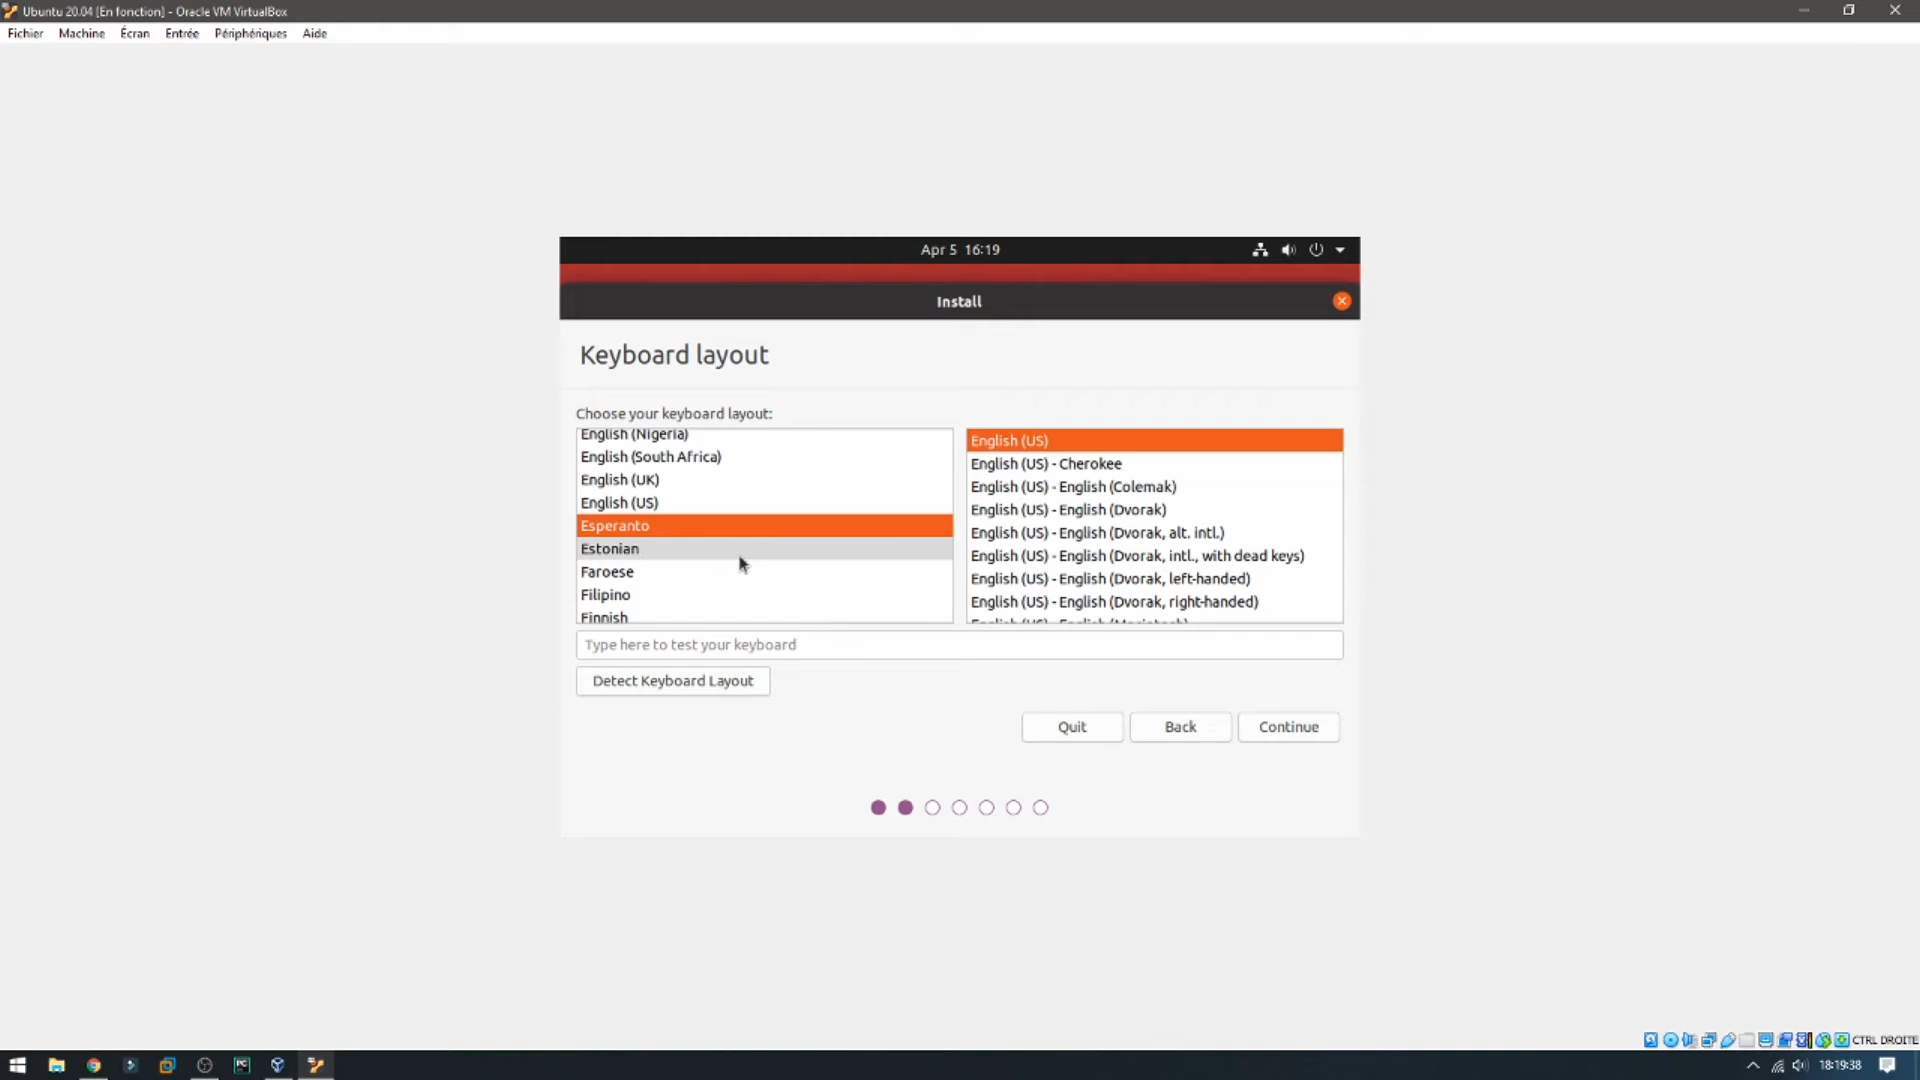 Ubuntu 20.04 [En fonction] - Oracle VM VirtualBox
Fichier Machine Écran Entrée Périphériques Aide
Apr 5 16:19
Install
Keyboard layout
Choose your keyboard layout:
English (Nigeria)
English (South Africa)
English (UK)
English (US)
Esperanto
Estonian
Faroese
Filipino
Finnish
English (US)
English (US) - Cherokee
English (US) - English (Colemak)
English (US) - English (Dvorak)
English (US) - English (Dvorak, alt. intl.)
English (US) - English (Dvorak, intl., with dead keys)
English (US) - English (Dvorak, left-handed)
English (US) - English (Dvorak, right-handed)
English (US) - English (Macintosh)
Type here to test your keyboard
Detect Keyboard Layout
Quit Back Continue
CTRL DROITE
PC
18:19:38